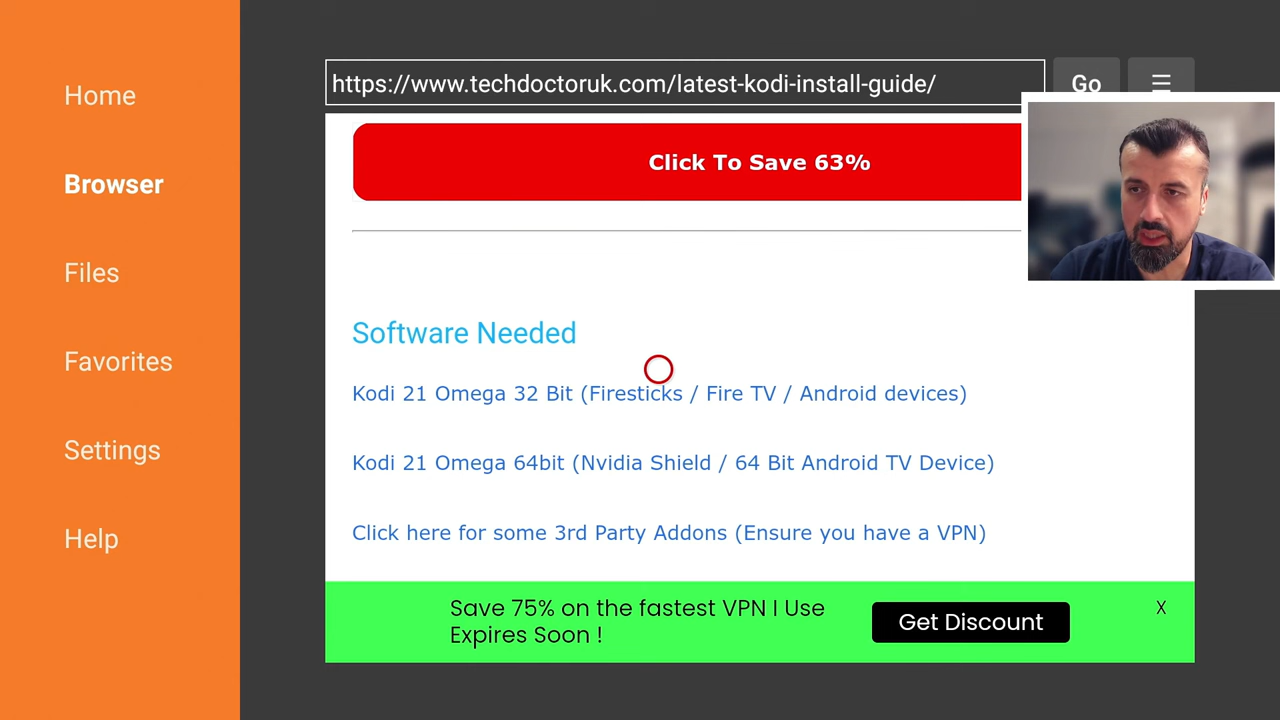 Home
Browser
Files
Favorites
Settings
Help
https://www.techdoctoruk.com/latest-kodi-install-guide/
Go
Click To Save 63%
Software Needed
Kodi 21 Omega 32 Bit (Firesticks / Fire TV / Android devices)
Kodi 21 Omega 64bit (Nvidia Shield / 64 Bit Android TV Device)
Click here for some 3rd Party Addons (Ensure you have a VPN)
Save 75% on the fastest VPN I Use
Expires Soon !
Get Discount
X